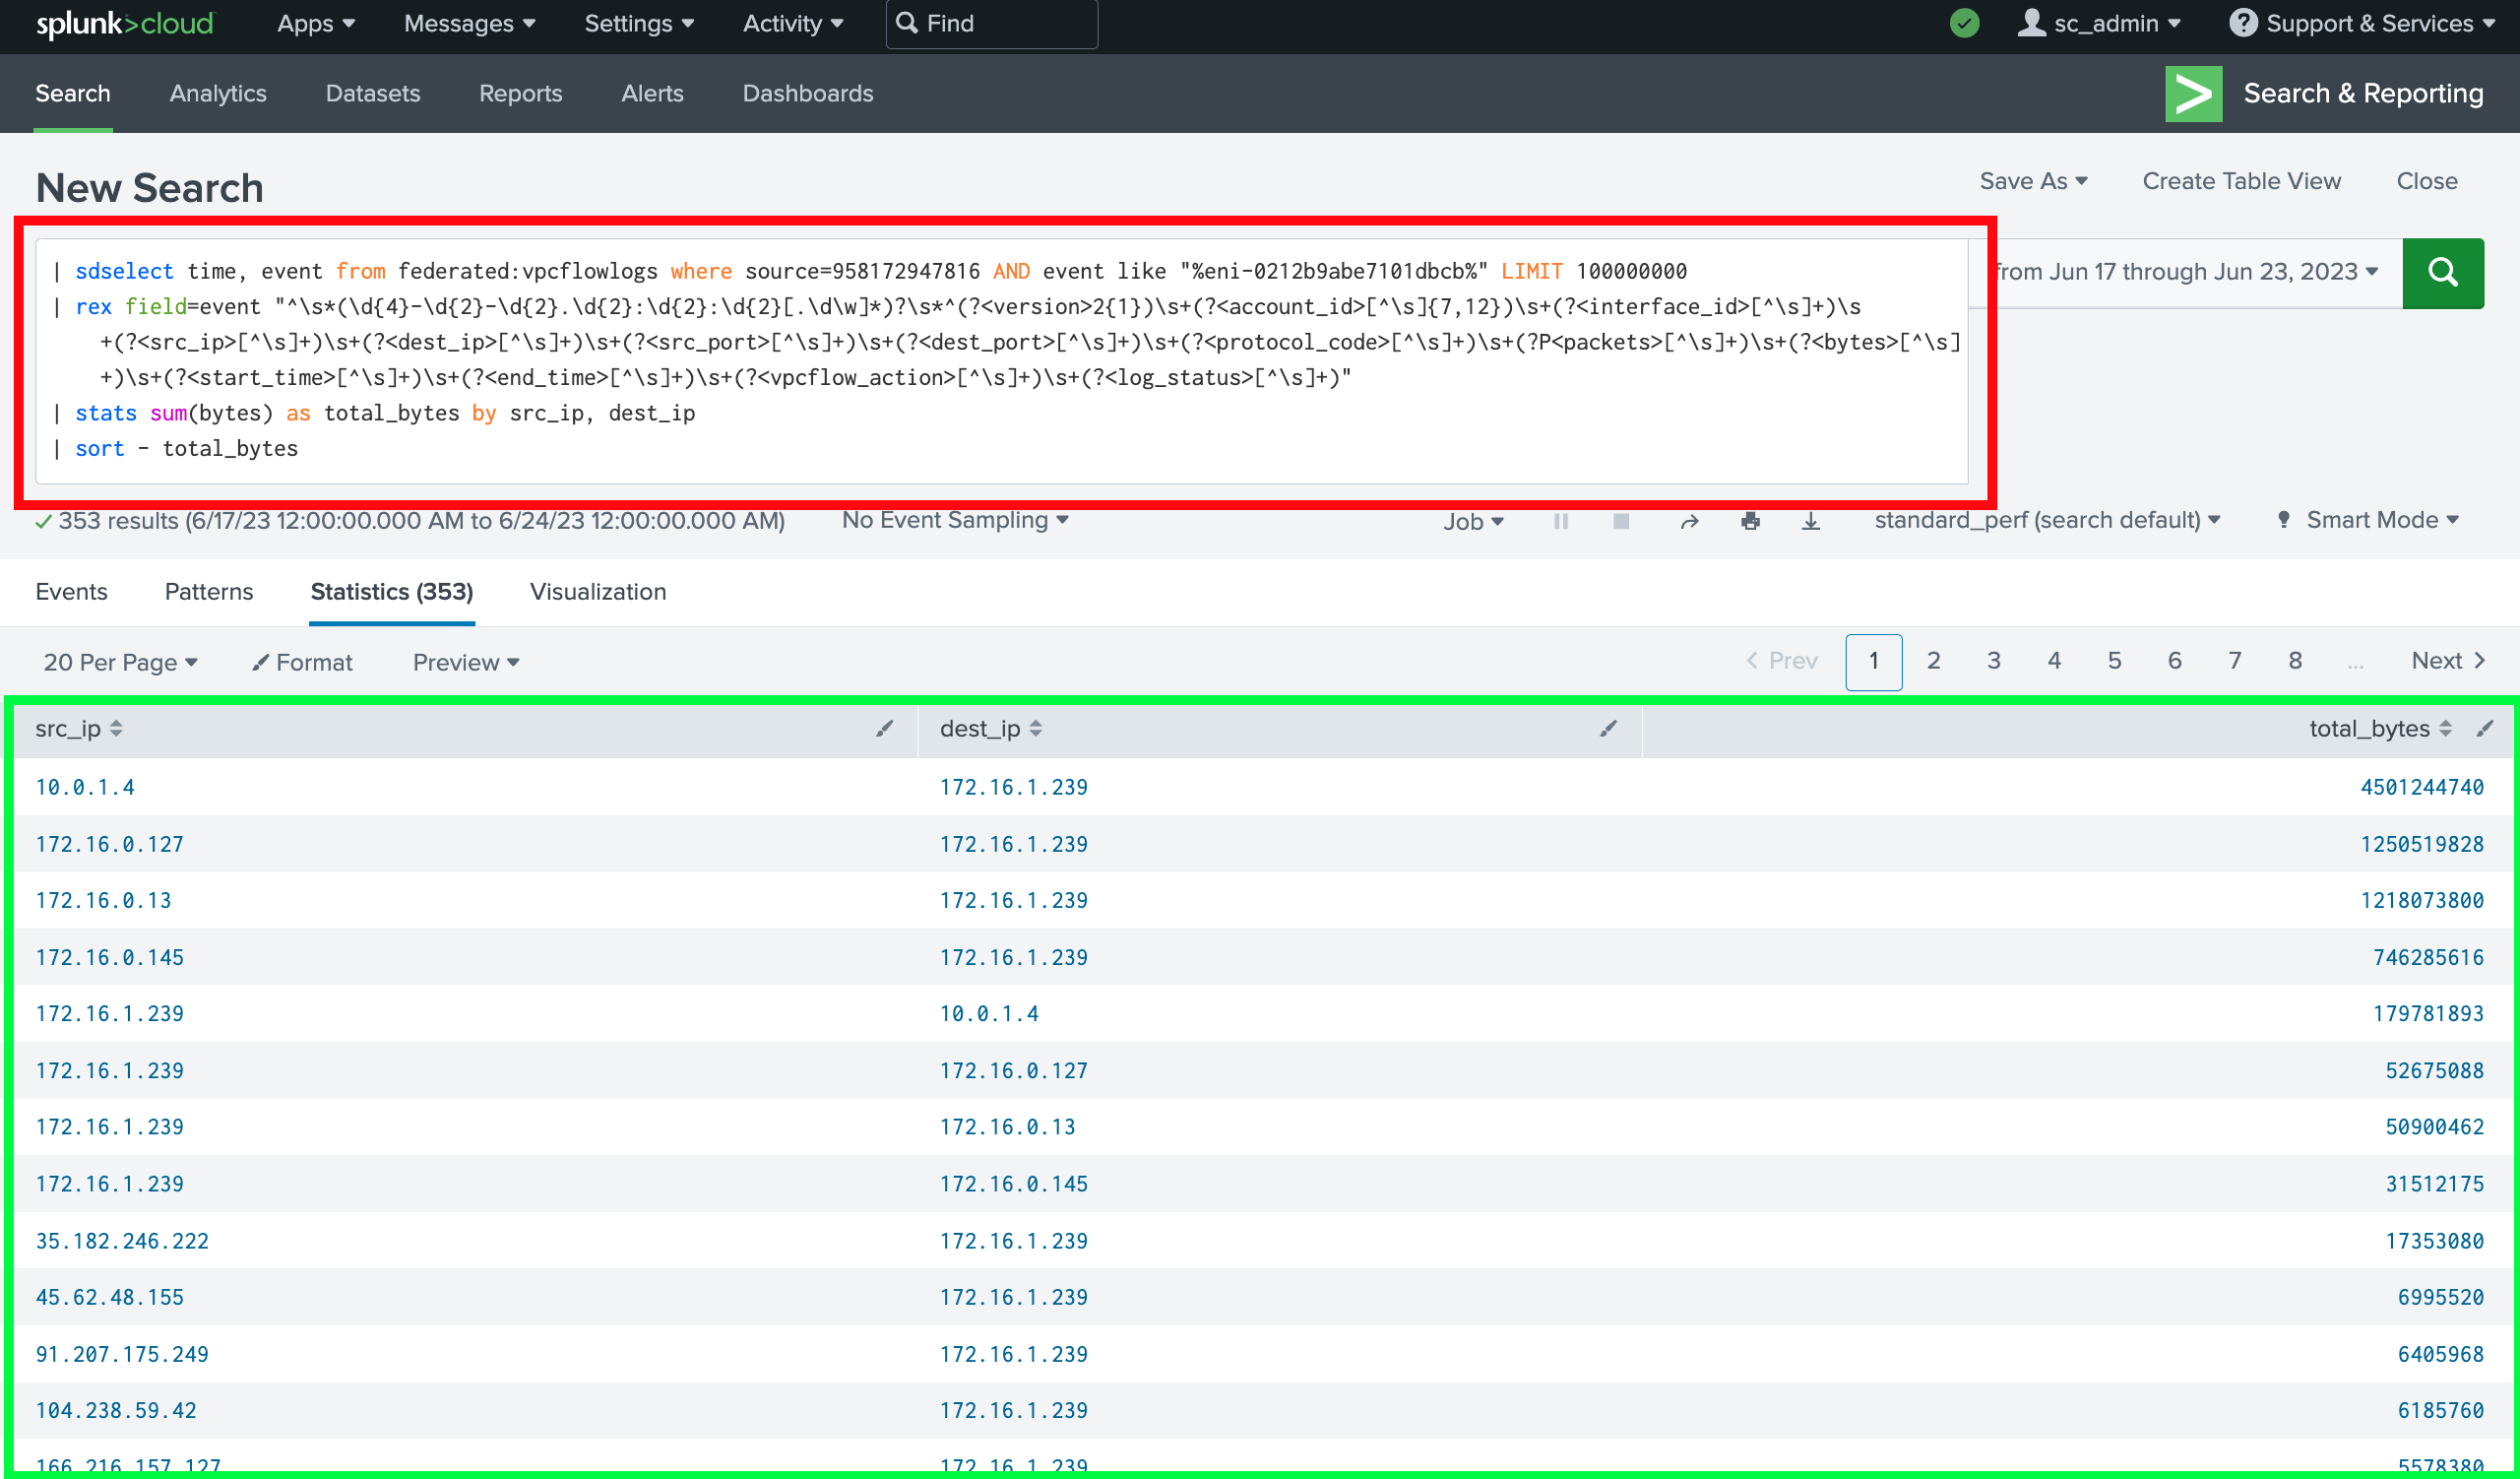 splunk>cloud Apps Messages Settings Activity Find sc_admin Support & Services
Search Analytics Datasets Reports Alerts Dashboards Search & Reporting
New Search Save As Create Table View Close
| sdselect time, event from federated:vpcflowlogs where source=958172947816 AND event like "%eni-0212b9abe7101dbcb%" LIMIT 100000000
from Jun 17 through Jun 23, 2023
| rex field=event "^\s*(\d{4}-\d{2}-\d{2}.\d{2}:\d{2}:\d{2}[.\d\w]*)?\s*^(?<version>2{1})\s+(?<account_id>[^\s]{7,12})\s+(?<interface_id>[^\s]+)\s
+(?<src_ip>[^\s]+)\s+(?<dest_ip>[^\s]+)\s+(?<src_port>[^\s]+)\s+(?<dest_port>[^\s]+)\s+(?<protocol_code>[^\s]+)\s+(?P<packets>[^\s]+)\s+(?<bytes>[^\s]
+)\s+(?<start_time>[^\s]+)\s+(?<end_time>[^\s]+)\s+(?<vpcflow_action>[^\s]+)\s+(?<log_status>[^\s]+)"
| stats sum(bytes) as total_bytes by src_ip, dest_ip
| sort - total_bytes
353 results (6/17/23 12:00:00.000 AM to 6/24/23 12:00:00.000 AM) No Event Sampling Job standard_perf (search default) Smart Mode
Events Patterns Statistics (353) Visualization
20 Per Page Format Preview Prev 1 2 3 4 5 6 7 8 ... Next
src_ip dest_ip total_bytes
10.0.1.4 172.16.1.239 4501244740
172.16.0.127 172.16.1.239 1250519828
172.16.0.13 172.16.1.239 1218073800
172.16.0.145 172.16.1.239 746285616
172.16.1.239 10.0.1.4 179781893
172.16.1.239 172.16.0.127 52675088
172.16.1.239 172.16.0.13 50900462
172.16.1.239 172.16.0.145 31512175
35.182.246.222 172.16.1.239 17353080
45.62.48.155 172.16.1.239 6995520
91.207.175.249 172.16.1.239 6405968
104.238.59.42 172.16.1.239 6185760
166.216.157.127 172.16.1.239 5578380